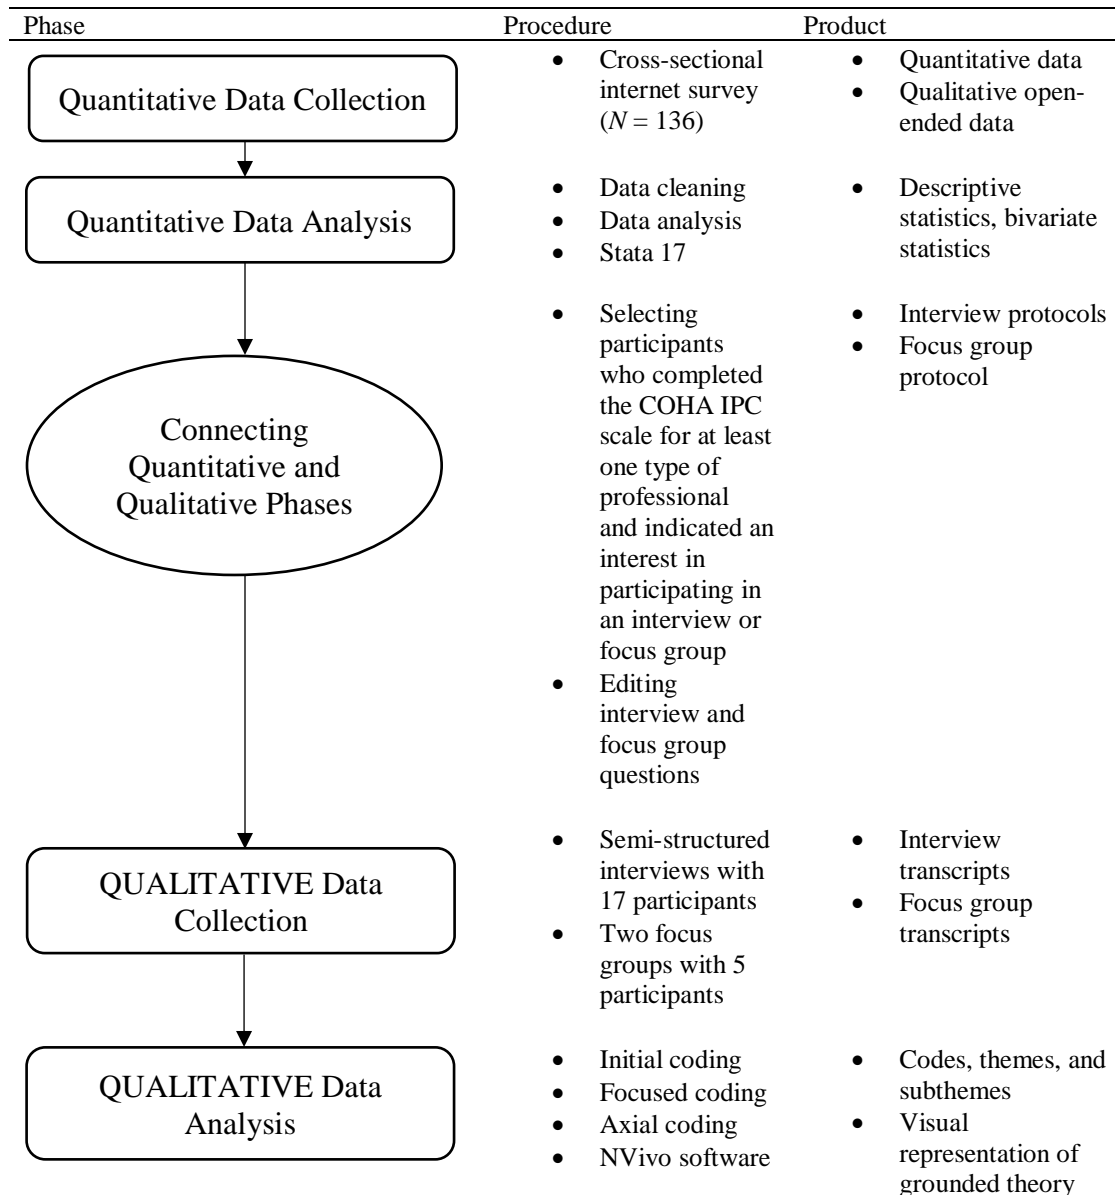 Phase Procedure Product
Quantitative Data Collection
• Cross-sectional
internet survey
(N = 136)
• Quantitative data
• Qualitative open-
ended data
Quantitative Data Analysis
• Data cleaning
• Data analysis
• Stata 17
• Descriptive
statistics, bivariate
statistics
Connecting
Quantitative and
Qualitative Phases
• Selecting
participants
who completed
the COHA IPC
scale for at least
one type of
professional
and indicated an
interest in
participating in
an interview or
focus group
• Editing
interview and
focus group
questions
• Interview protocols
• Focus group
protocol
QUALITATIVE Data
Collection
• Semi-structured
interviews with
17 participants
• Two focus
groups with 5
participants
• Interview
transcripts
• Focus group
transcripts
QUALITATIVE Data
Analysis
• Initial coding
• Focused coding
• Axial coding
• NVivo software
• Codes, themes, and
subthemes
• Visual
representation of
grounded theory